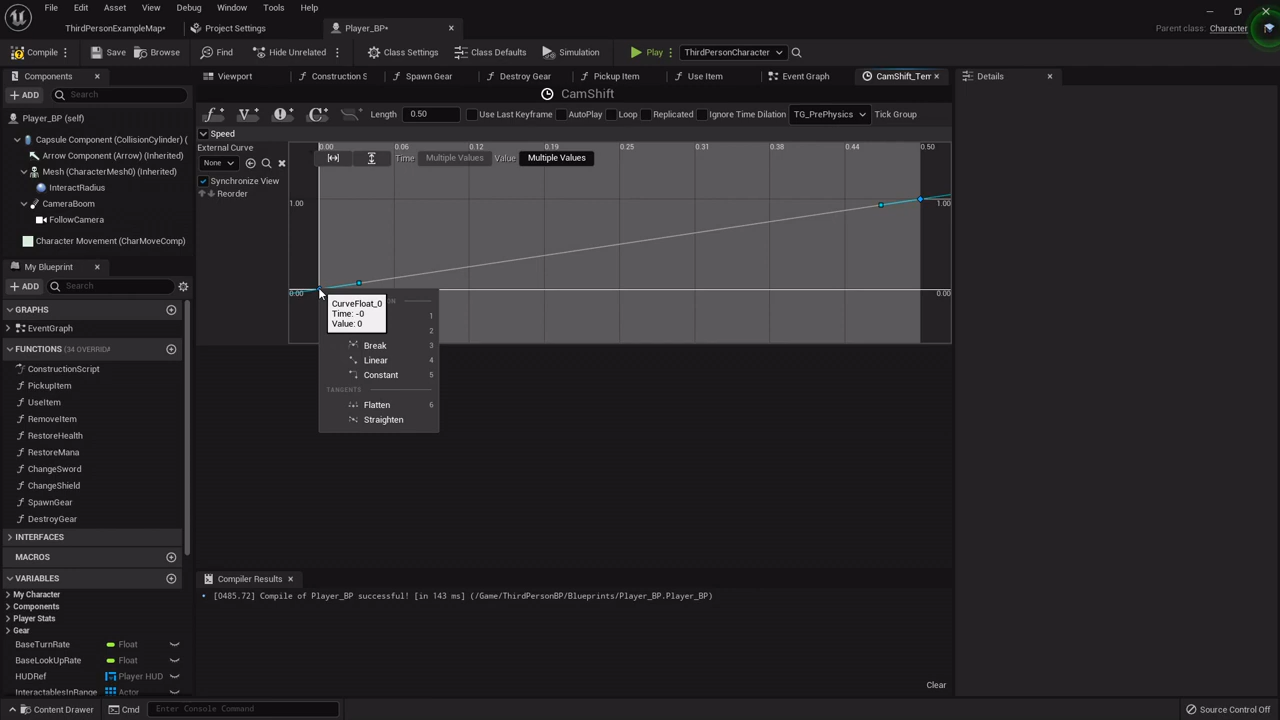 File Edit Asset View Debug Window Tools Help
ThirdPersonExampleMap* Project Settings Player_BP* Parent class: Character
Compile Save Browse Find Hide Unrelated Class Settings Class Defaults Simulation Play ThirdPersonCharacter
Components Viewport Construction S Spawn Gear Destroy Gear Pickup Item Use Item Event Graph CamShift_Tem Details
ADD Search
CamShift
Length 0.50 Use Last Keyframe AutoPlay Loop Replicated Ignore Time Dilation TG_PrePhysics Tick Group
Player_BP (self)
Capsule Component (CollisionCylinder) (
Arrow Component (Arrow) (Inherited)
Mesh (CharacterMesh0) (Inherited)
InteractRadius
CameraBoom
FollowCamera
Character Movement (CharMoveComp)
Speed
External Curve
None
Synchronize View
Reorder
0.00 0.06 0.12 0.19 0.25 0.31 0.38 0.44 0.50
Time Multiple Values Value Multiple Values
1.00 1.00
0.00 0.00
CurveFloat_0
Time: -0
Value: 0
1
2
Break 3
Linear 4
Constant 5
TANGENTS
Flatten 6
Straighten
My Blueprint
ADD Search
GRAPHS
EventGraph
FUNCTIONS (34 OVERRIDA
ConstructionScript
PickupItem
UseItem
RemoveItem
RestoreHealth
RestoreMana
ChangeSword
ChangeShield
SpawnGear
DestroyGear
INTERFACES
MACROS
VARIABLES
My Character
Components
Player Stats
Gear
BaseTurnRate Float
BaseLookUpRate Float
HUDRef Player HUD
InteractablesInRange Actor
Compiler Results
[0485.72] Compile of Player_BP successful! [in 143 ms] (/Game/ThirdPersonBP/Blueprints/Player_BP.Player_BP)
Clear
Content Drawer Cmd Enter Console Command Source Control Off